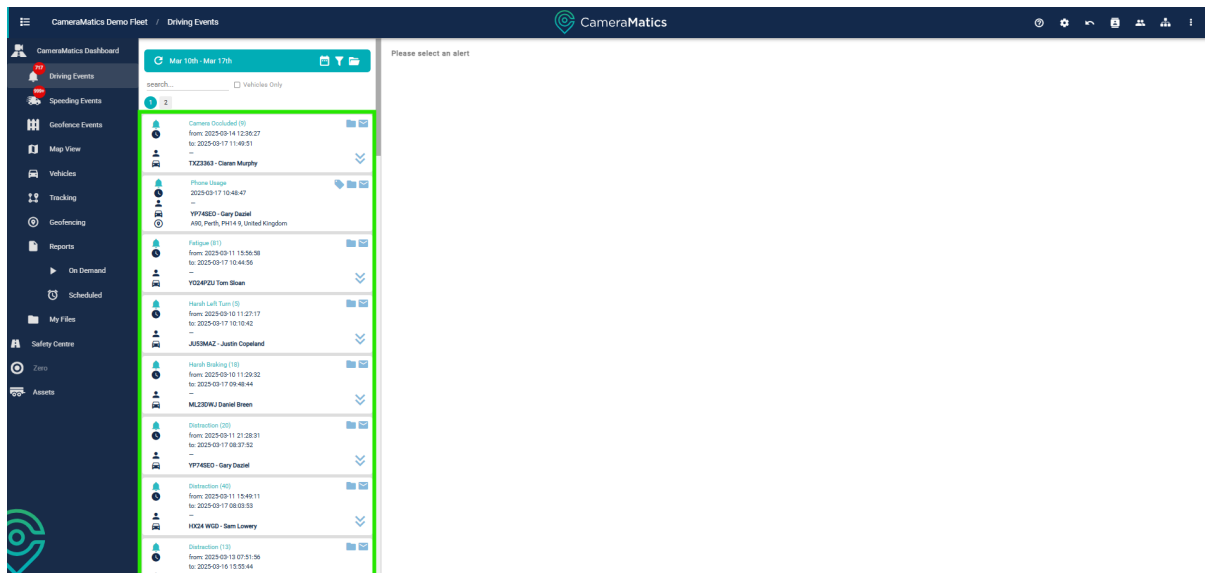 CameraMatics Demo Fleet / Driving Events
CameraMatics
CameraMatics Dashboard
717
Driving Events
999+
Speeding Events
Geofence Events
Map View
Vehicles
Tracking
Geofencing
Reports
On Demand
Scheduled
My Files
Safety Centre
Zero
Assets
Mar 10th - Mar 17th
search...
Vehicles Only
1 2
Camera Occluded (9)
from: 2025-03-14 12:36:27
to: 2025-03-17 11:49:51
--
TXZ3363 - Ciaran Murphy
Phone Usage
2025-03-17 10:48:47
--
YP74SEO - Gary Daziel
A90, Perth, PH14 9, United Kingdom
Fatigue (81)
from: 2025-03-11 15:56:58
to: 2025-03-17 10:44:56
--
YO24PZU Tom Sloan
Harsh Left Turn (5)
from: 2025-03-10 11:27:17
to: 2025-03-17 10:10:42
--
JU53MAZ - Justin Copeland
Harsh Braking (18)
from: 2025-03-10 11:29:32
to: 2025-03-17 09:48:44
--
ML23DWJ Daniel Breen
Distraction (20)
from: 2025-03-11 21:28:31
to: 2025-03-17 08:37:52
--
YP74SEO - Gary Daziel
Distraction (40)
from: 2025-03-11 15:49:11
to: 2025-03-17 08:03:53
--
HX24 WGD - Sam Lowery
Distraction (13)
from: 2025-03-13 07:51:56
to: 2025-03-16 15:55:44
Please select an alert